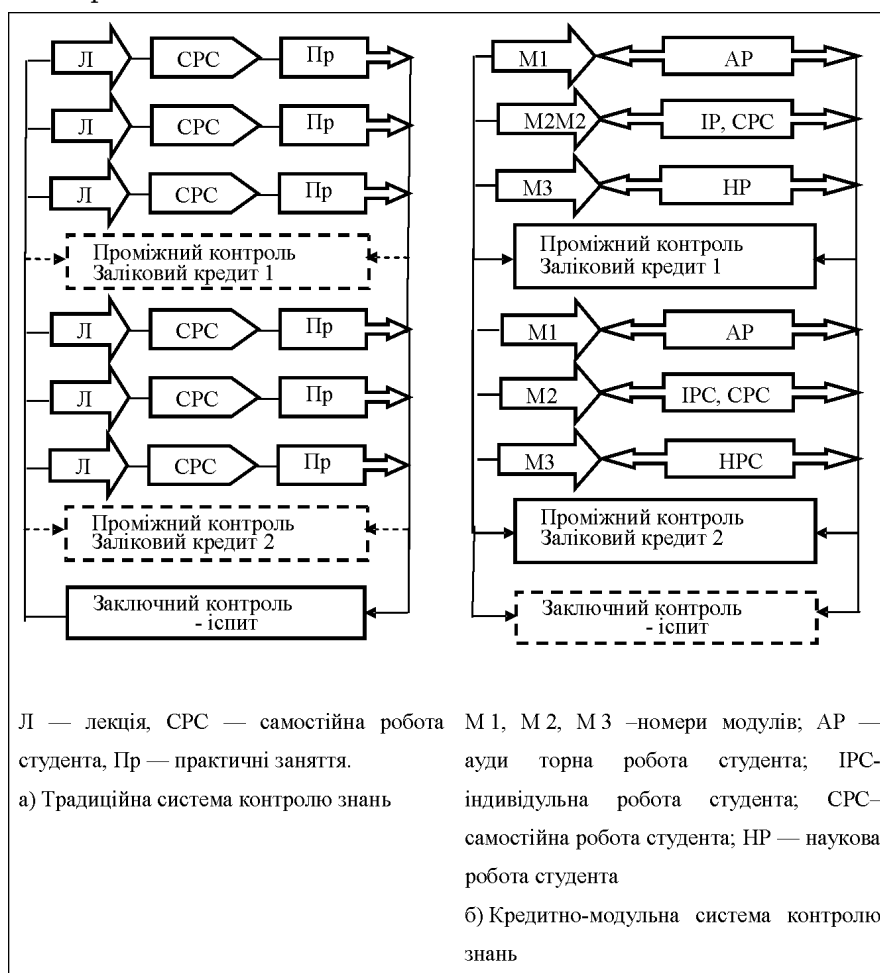 Л СРС Пр
Л СРС Пр
Л СРС Пр
Проміжний контроль
Заліковий кредит 1
Л СРС Пр
Л СРС Пр
Л СРС Пр
Проміжний контроль
Заліковий кредит 2
Заключний контроль
- іспит
Л — лекція, СРС — самостійна робота
студента, Пр — практичні заняття.
а) Традиційна система контролю знань
М1 АР
М2М2 ІР, СРС
М3 НР
Проміжний контроль
Заліковий кредит 1
М1 АР
М2 ІРС, СРС
М3 НРС
Проміжний контроль
Заліковий кредит 2
Заключний контроль
- іспит
М 1, М 2, М 3 –номери модулів; АР —
ауди торна робота студента; ІРС-
індивідульна робота студента; СРС–
самостійна робота студента; НР — наукова
робота студента
б) Кредитно-модульна система контролю
знань